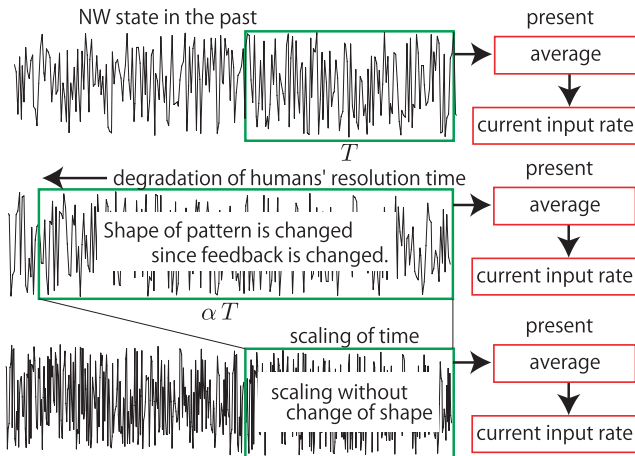 NW state in the past
present
average
current input rate
T
degradation of humans' resolution time
present
average
Shape of pattern is changed
since feedback is changed.
current input rate
αT
scaling of time
present
average
scaling without
change of shape
current input rate